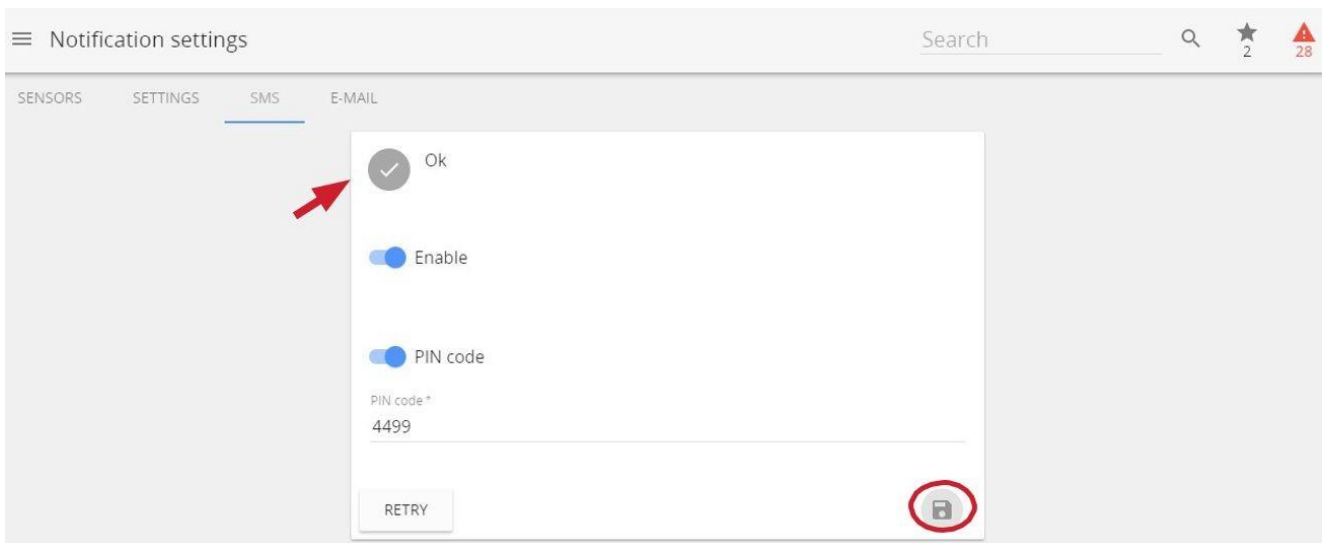 Notification settings
Search
2
28
SENSORS SETTINGS SMS E-MAIL
Ok
Enable
PIN code
PIN code *
4499
RETRY